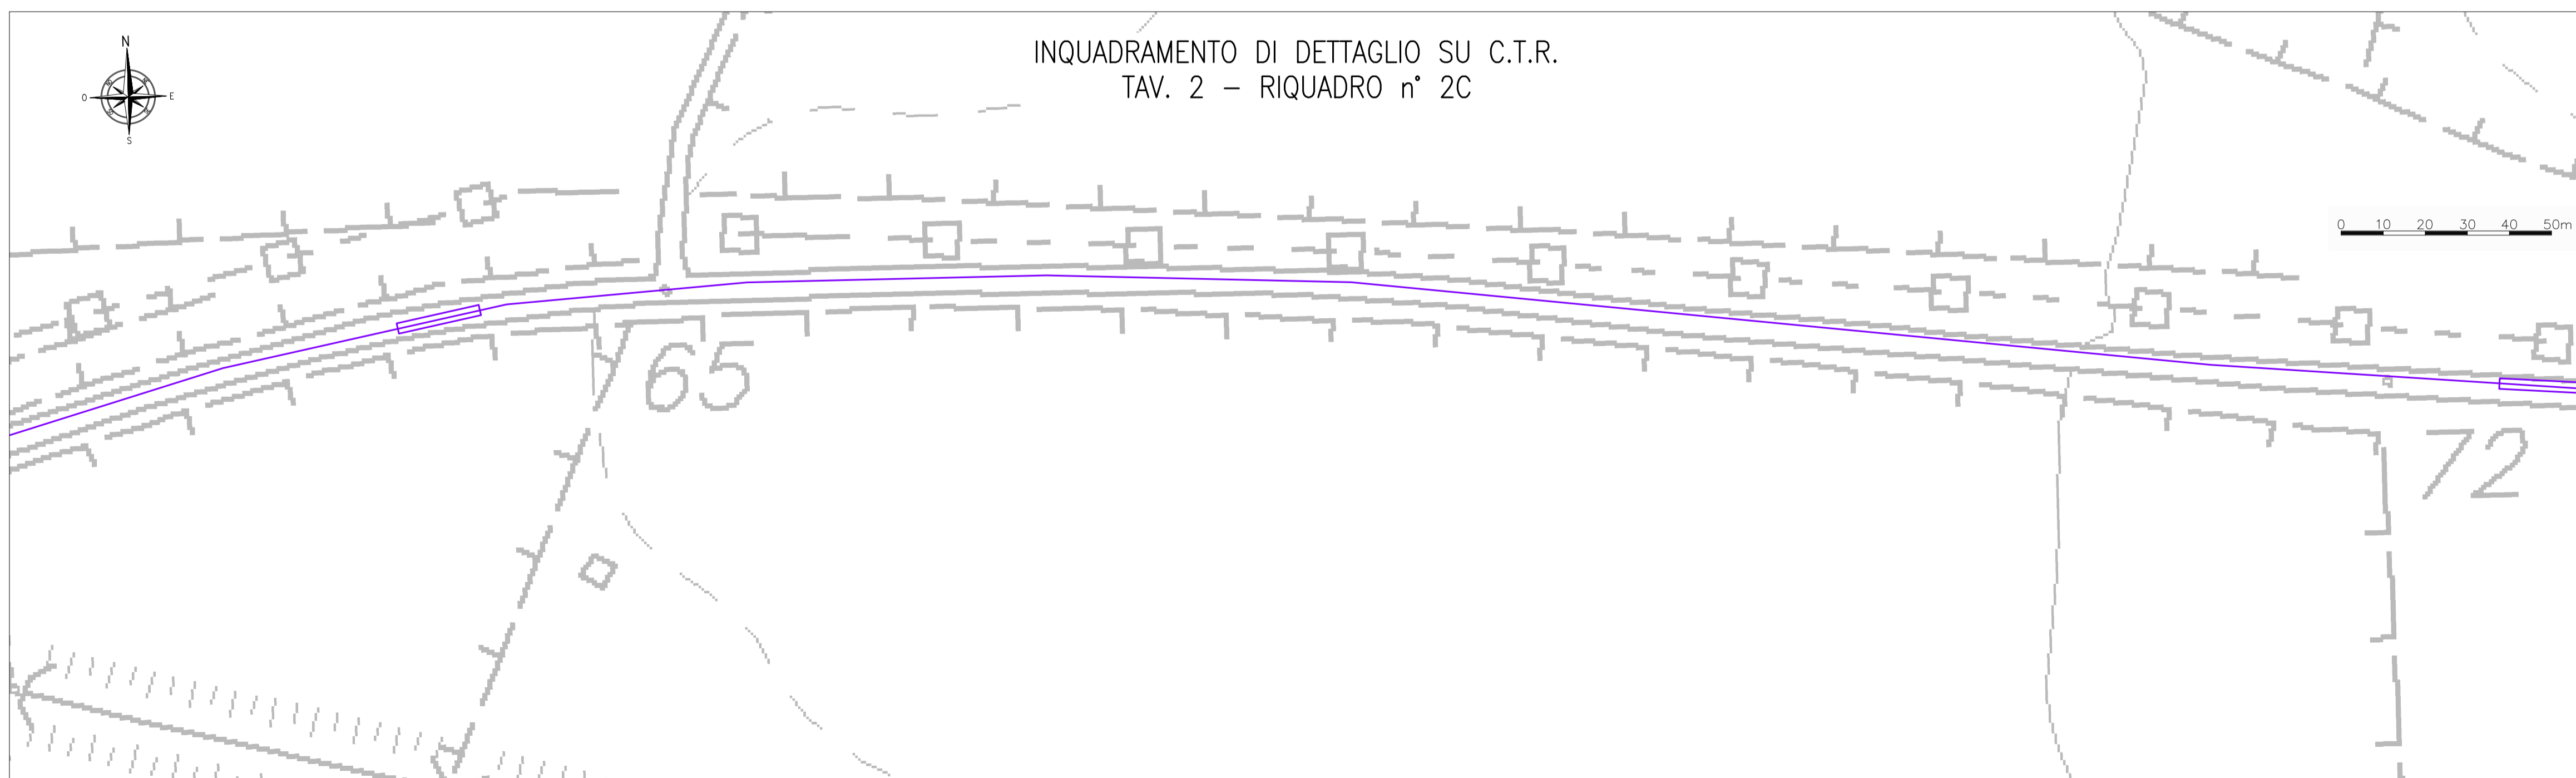 N
O E
S
INQUADRAMENTO DI DETTAGLIO SU C.T.R.
TAV. 2 – RIQUADRO n° 2C
0 10 20 30 40 50m
65
72